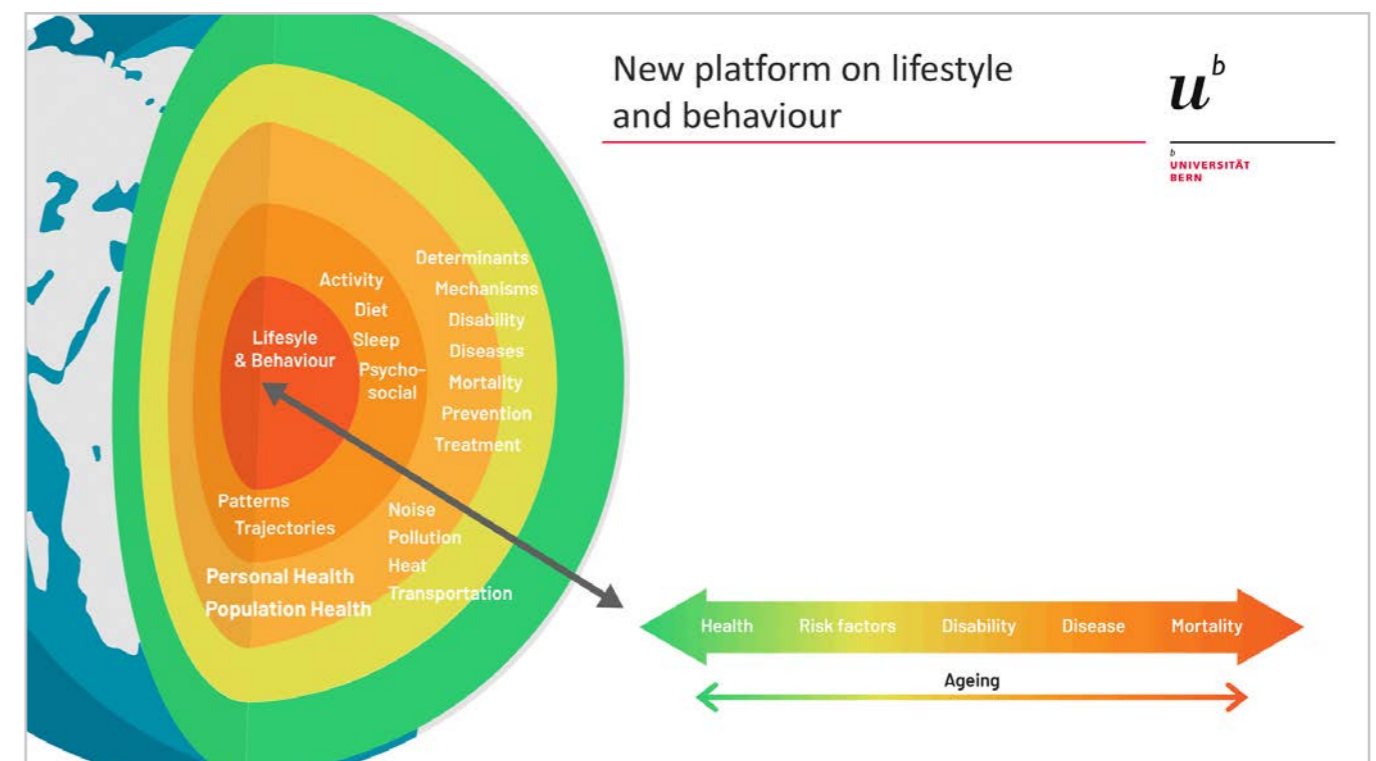 New platform on lifestyle
and behaviour
u^b
b
UNIVERSITÄT
BERN
Lifesyle
& Behaviour
Activity
Diet
Sleep
Psycho-
social
Determinants
Mechanisms
Disability
Diseases
Mortality
Prevention
Treatment
Patterns
Trajectories
Noise
Pollution
Heat
Transportation
Personal Health
Population Health
Health Risk factors Disability Disease Mortality
Ageing